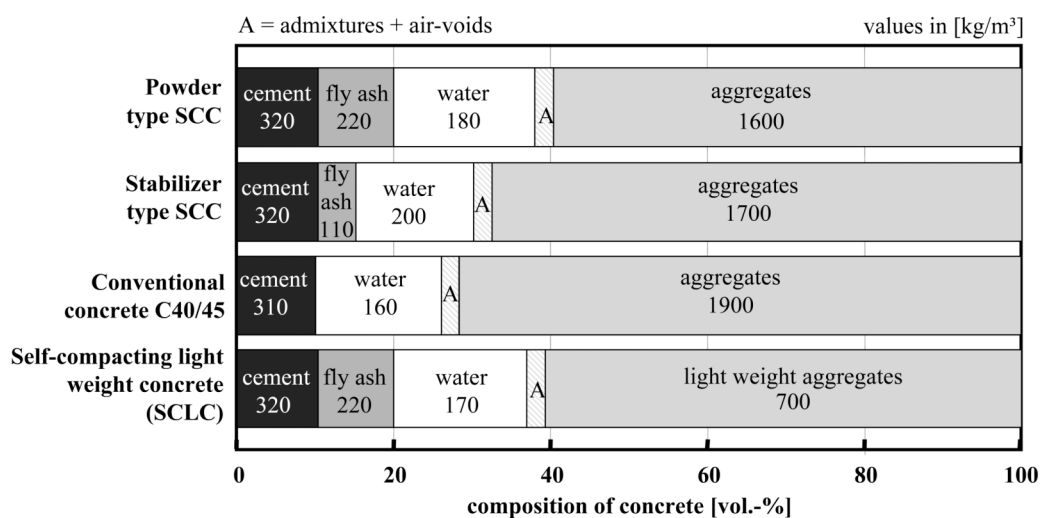 A = admixtures + air-voids
values in [kg/m³]
Powder
type SCC
cement
320
fly ash
220
water
180
A
aggregates
1600
Stabilizer
type SCC
cement
320
fly
ash
110
water
200
A
aggregates
1700
Conventional
concrete C40/45
cement
310
water
160
A
aggregates
1900
Self-compacting light
weight concrete
(SCLC)
cement
320
fly ash
220
water
170
A
light weight aggregates
700
0 20 40 60 80 100
composition of concrete [vol.-%]